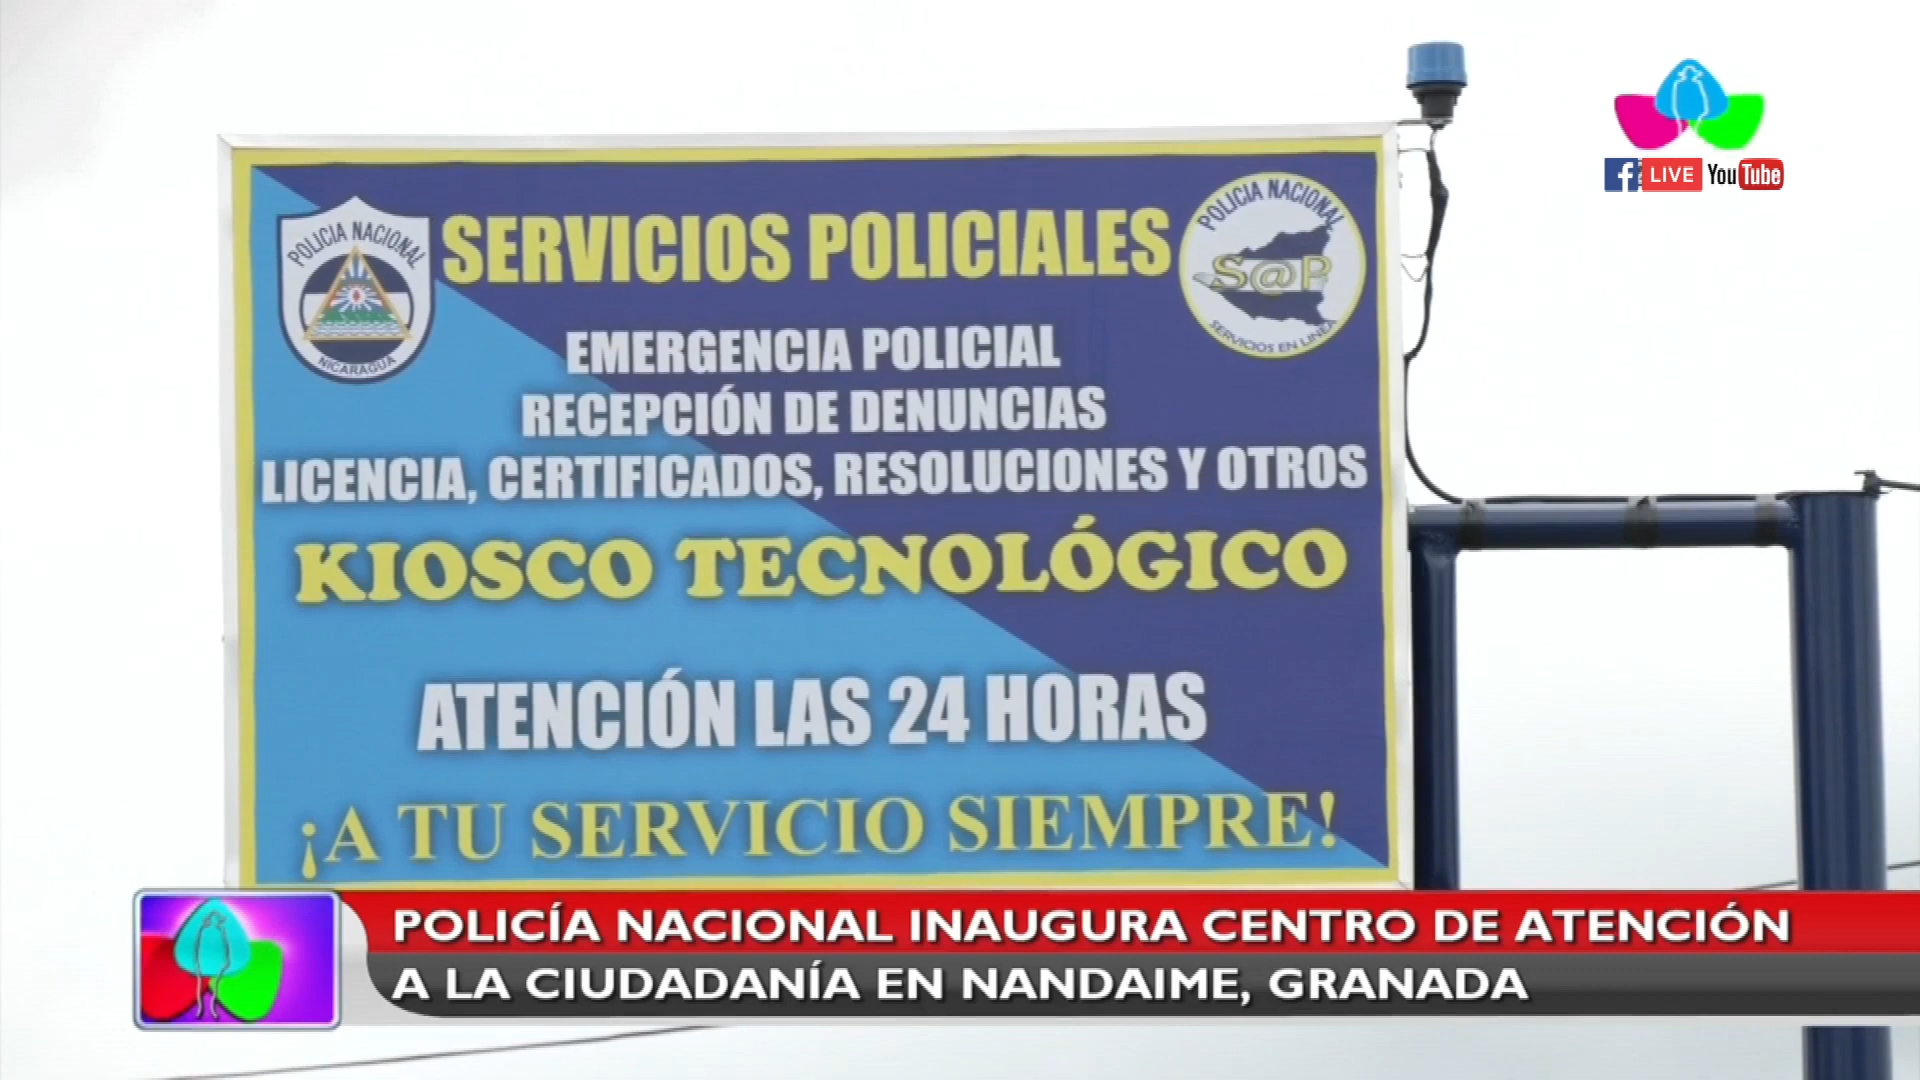 f LIVE YouTube
POLICIA NACIONAL
NICARAGUA
SERVICIOS POLICIALES
POLICIA NACIONAL
S@P
SERVICIOS EN LINEA
EMERGENCIA POLICIAL
RECEPCIÓN DE DENUNCIAS
LICENCIA, CERTIFICADOS, RESOLUCIONES Y OTROS
KIOSCO TECNOLÓGICO
ATENCIÓN LAS 24 HORAS
¡A TU SERVICIO SIEMPRE!
POLICÍA NACIONAL INAUGURA CENTRO DE ATENCIÓN
A LA CIUDADANÍA EN NANDAIME, GRANADA